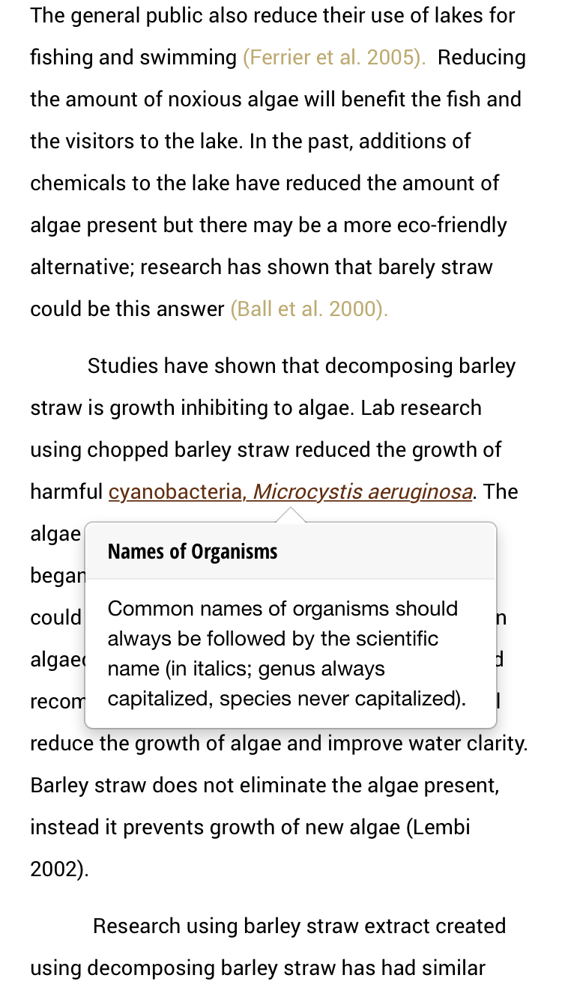 The general public also reduce their use of lakes for
fishing and swimming (Ferrier et al. 2005).  Reducing
the amount of noxious algae will benefit the fish and
the visitors to the lake. In the past, additions of
chemicals to the lake have reduced the amount of
algae present but there may be a more eco-friendly
alternative; research has shown that barely straw
could be this answer (Ball et al. 2000).
Studies have shown that decomposing barley
straw is growth inhibiting to algae. Lab research
using chopped barley straw reduced the growth of
harmful cyanobacteria, Microcystis aeruginosa. The
algae
Names of Organisms
began
could
Common names of organisms should
always be followed by the scientific
name (in italics; genus always
capitalized, species never capitalized).
reduce the growth of algae and improve water clarity.
Barley straw does not eliminate the algae present,
instead it prevents growth of new algae (Lembi
2002).
Research using barley straw extract created
using decomposing barley straw has had similar